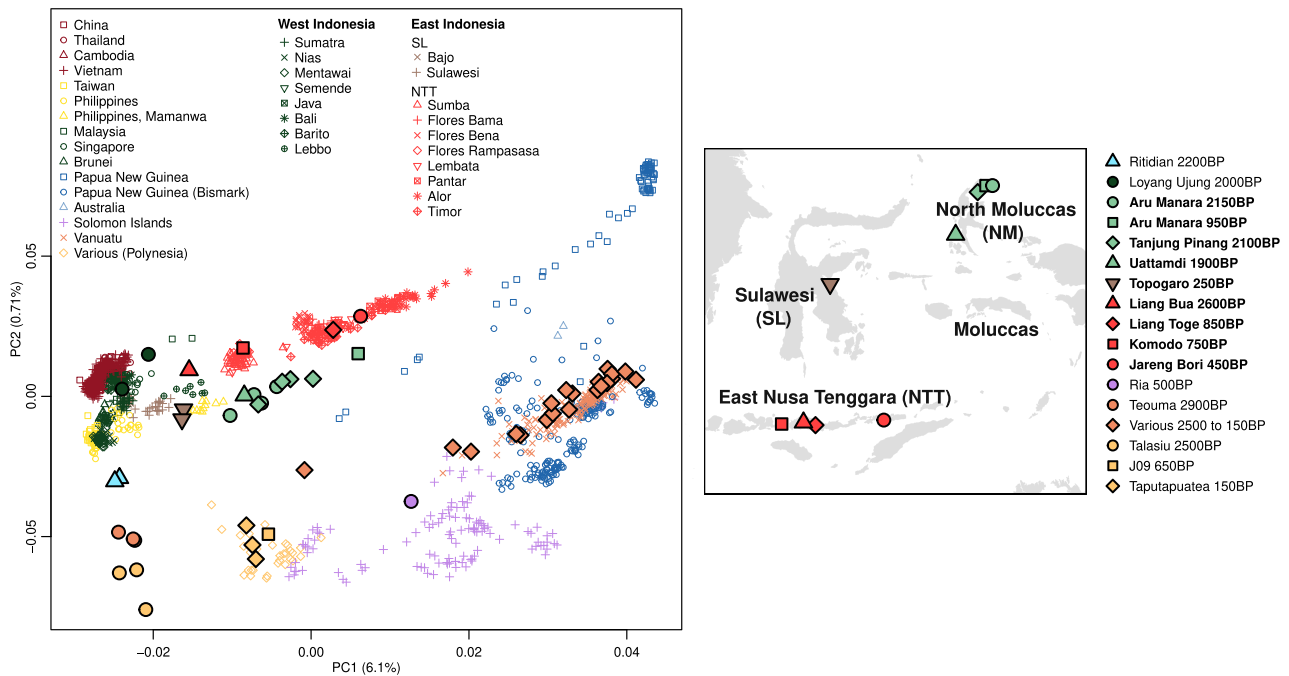 China
Thailand
Cambodia
Vietnam
Taiwan
Philippines
Philippines, Mamanwa
Malaysia
Singapore
Brunei
Papua New Guinea
Papua New Guinea (Bismark)
Australia
Solomon Islands
Vanuatu
Various (Polynesia)
West Indonesia
Sumatra
Nias
Mentawai
Semende
Java
Bali
Barito
Lebbo
East Indonesia
SL
Bajo
Sulawesi
NTT
Sumba
Flores Bama
Flores Bena
Flores Rampasasa
Lembata
Pantar
Alor
Timor
PC2 (0.71%)
0.05
0.00
−0.05
−0.02
0.00
0.02
0.04
PC1 (6.1%)
North Moluccas
(NM)
Sulawesi
(SL)
Moluccas
East Nusa Tenggara (NTT)
Ritidian 2200BP
Loyang Ujung 2000BP
Aru Manara 2150BP
Aru Manara 950BP
Tanjung Pinang 2100BP
Uattamdi 1900BP
Topogaro 250BP
Liang Bua 2600BP
Liang Toge 850BP
Komodo 750BP
Jareng Bori 450BP
Ria 500BP
Teouma 2900BP
Various 2500 to 150BP
Talasiu 2500BP
J09 650BP
Taputapuatea 150BP